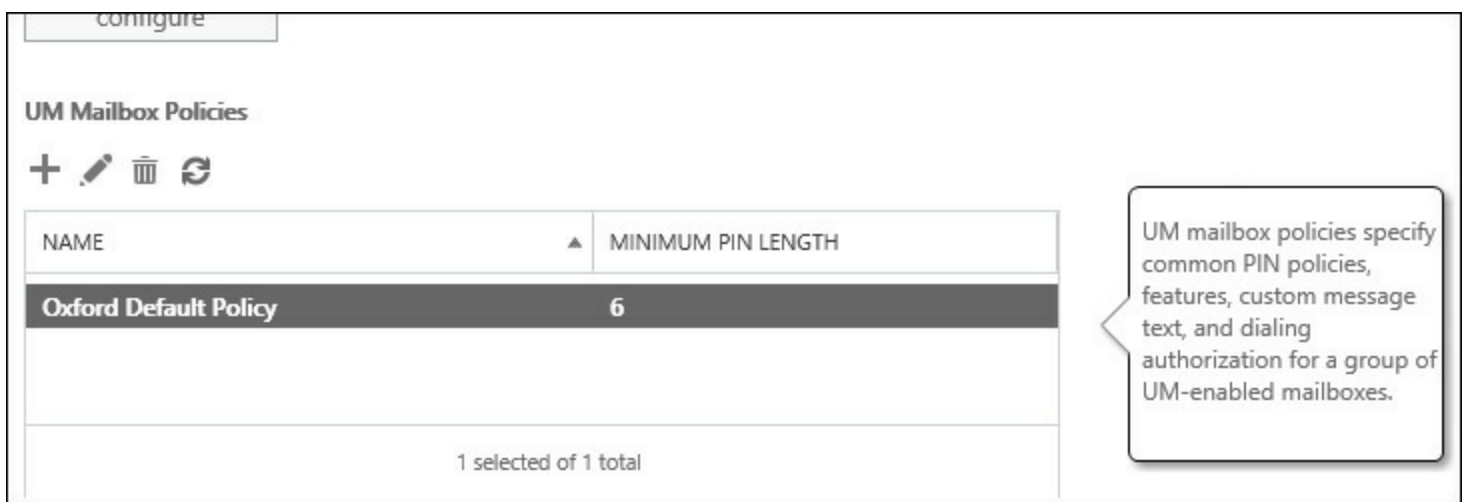 configure
UM Mailbox Policies
NAME
MINIMUM PIN LENGTH
Oxford Default Policy
6
1 selected of 1 total
UM mailbox policies specify
common PIN policies,
features, custom message
text, and dialing
authorization for a group of
UM-enabled mailboxes.